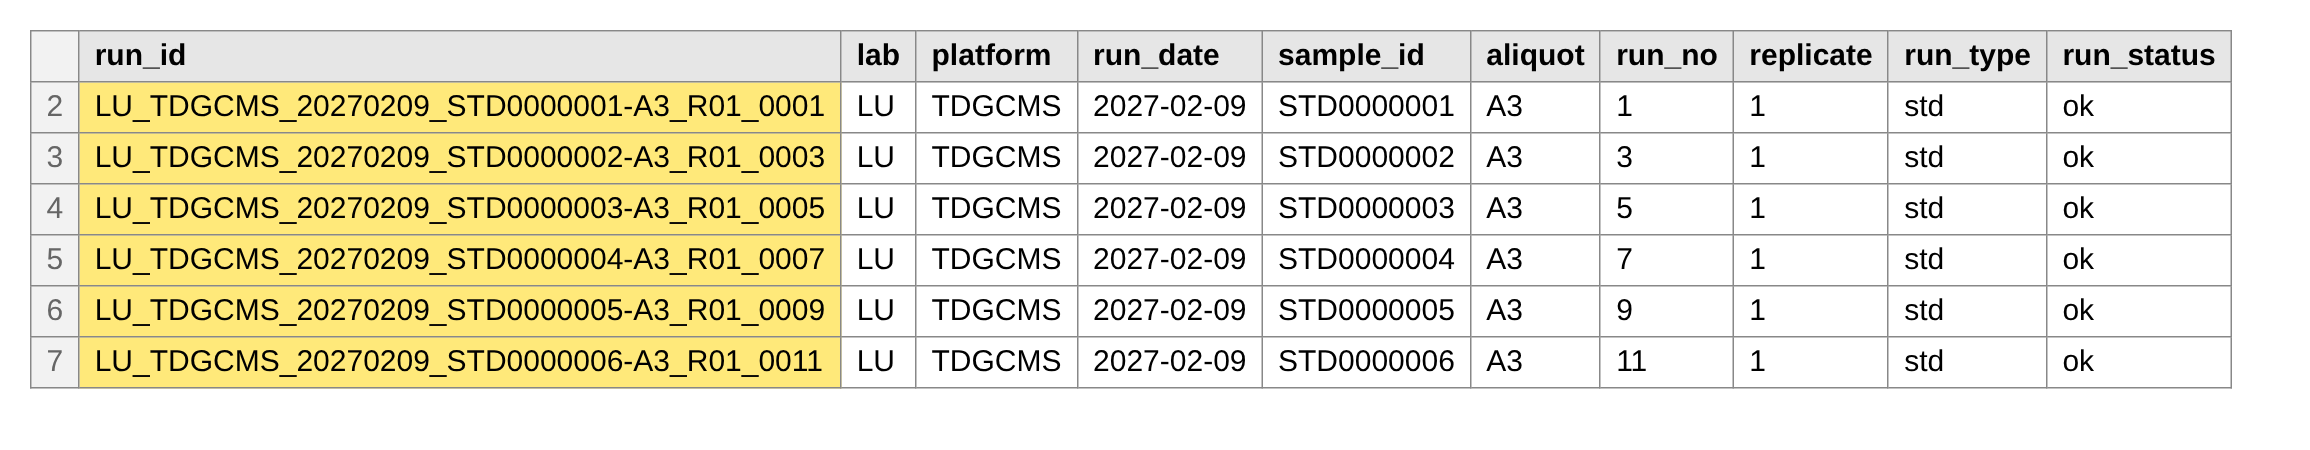 run_id lab platform run_date sample_id aliquot run_no replicate run_type run_status
2 LU_TDGCMS_20270209_STD0000001-A3_R01_0001 LU TDGCMS 2027-02-09 STD0000001 A3 1 1 std ok
3 LU_TDGCMS_20270209_STD0000002-A3_R01_0003 LU TDGCMS 2027-02-09 STD0000002 A3 3 1 std ok
4 LU_TDGCMS_20270209_STD0000003-A3_R01_0005 LU TDGCMS 2027-02-09 STD0000003 A3 5 1 std ok
5 LU_TDGCMS_20270209_STD0000004-A3_R01_0007 LU TDGCMS 2027-02-09 STD0000004 A3 7 1 std ok
6 LU_TDGCMS_20270209_STD0000005-A3_R01_0009 LU TDGCMS 2027-02-09 STD0000005 A3 9 1 std ok
7 LU_TDGCMS_20270209_STD0000006-A3_R01_0011 LU TDGCMS 2027-02-09 STD0000006 A3 11 1 std ok